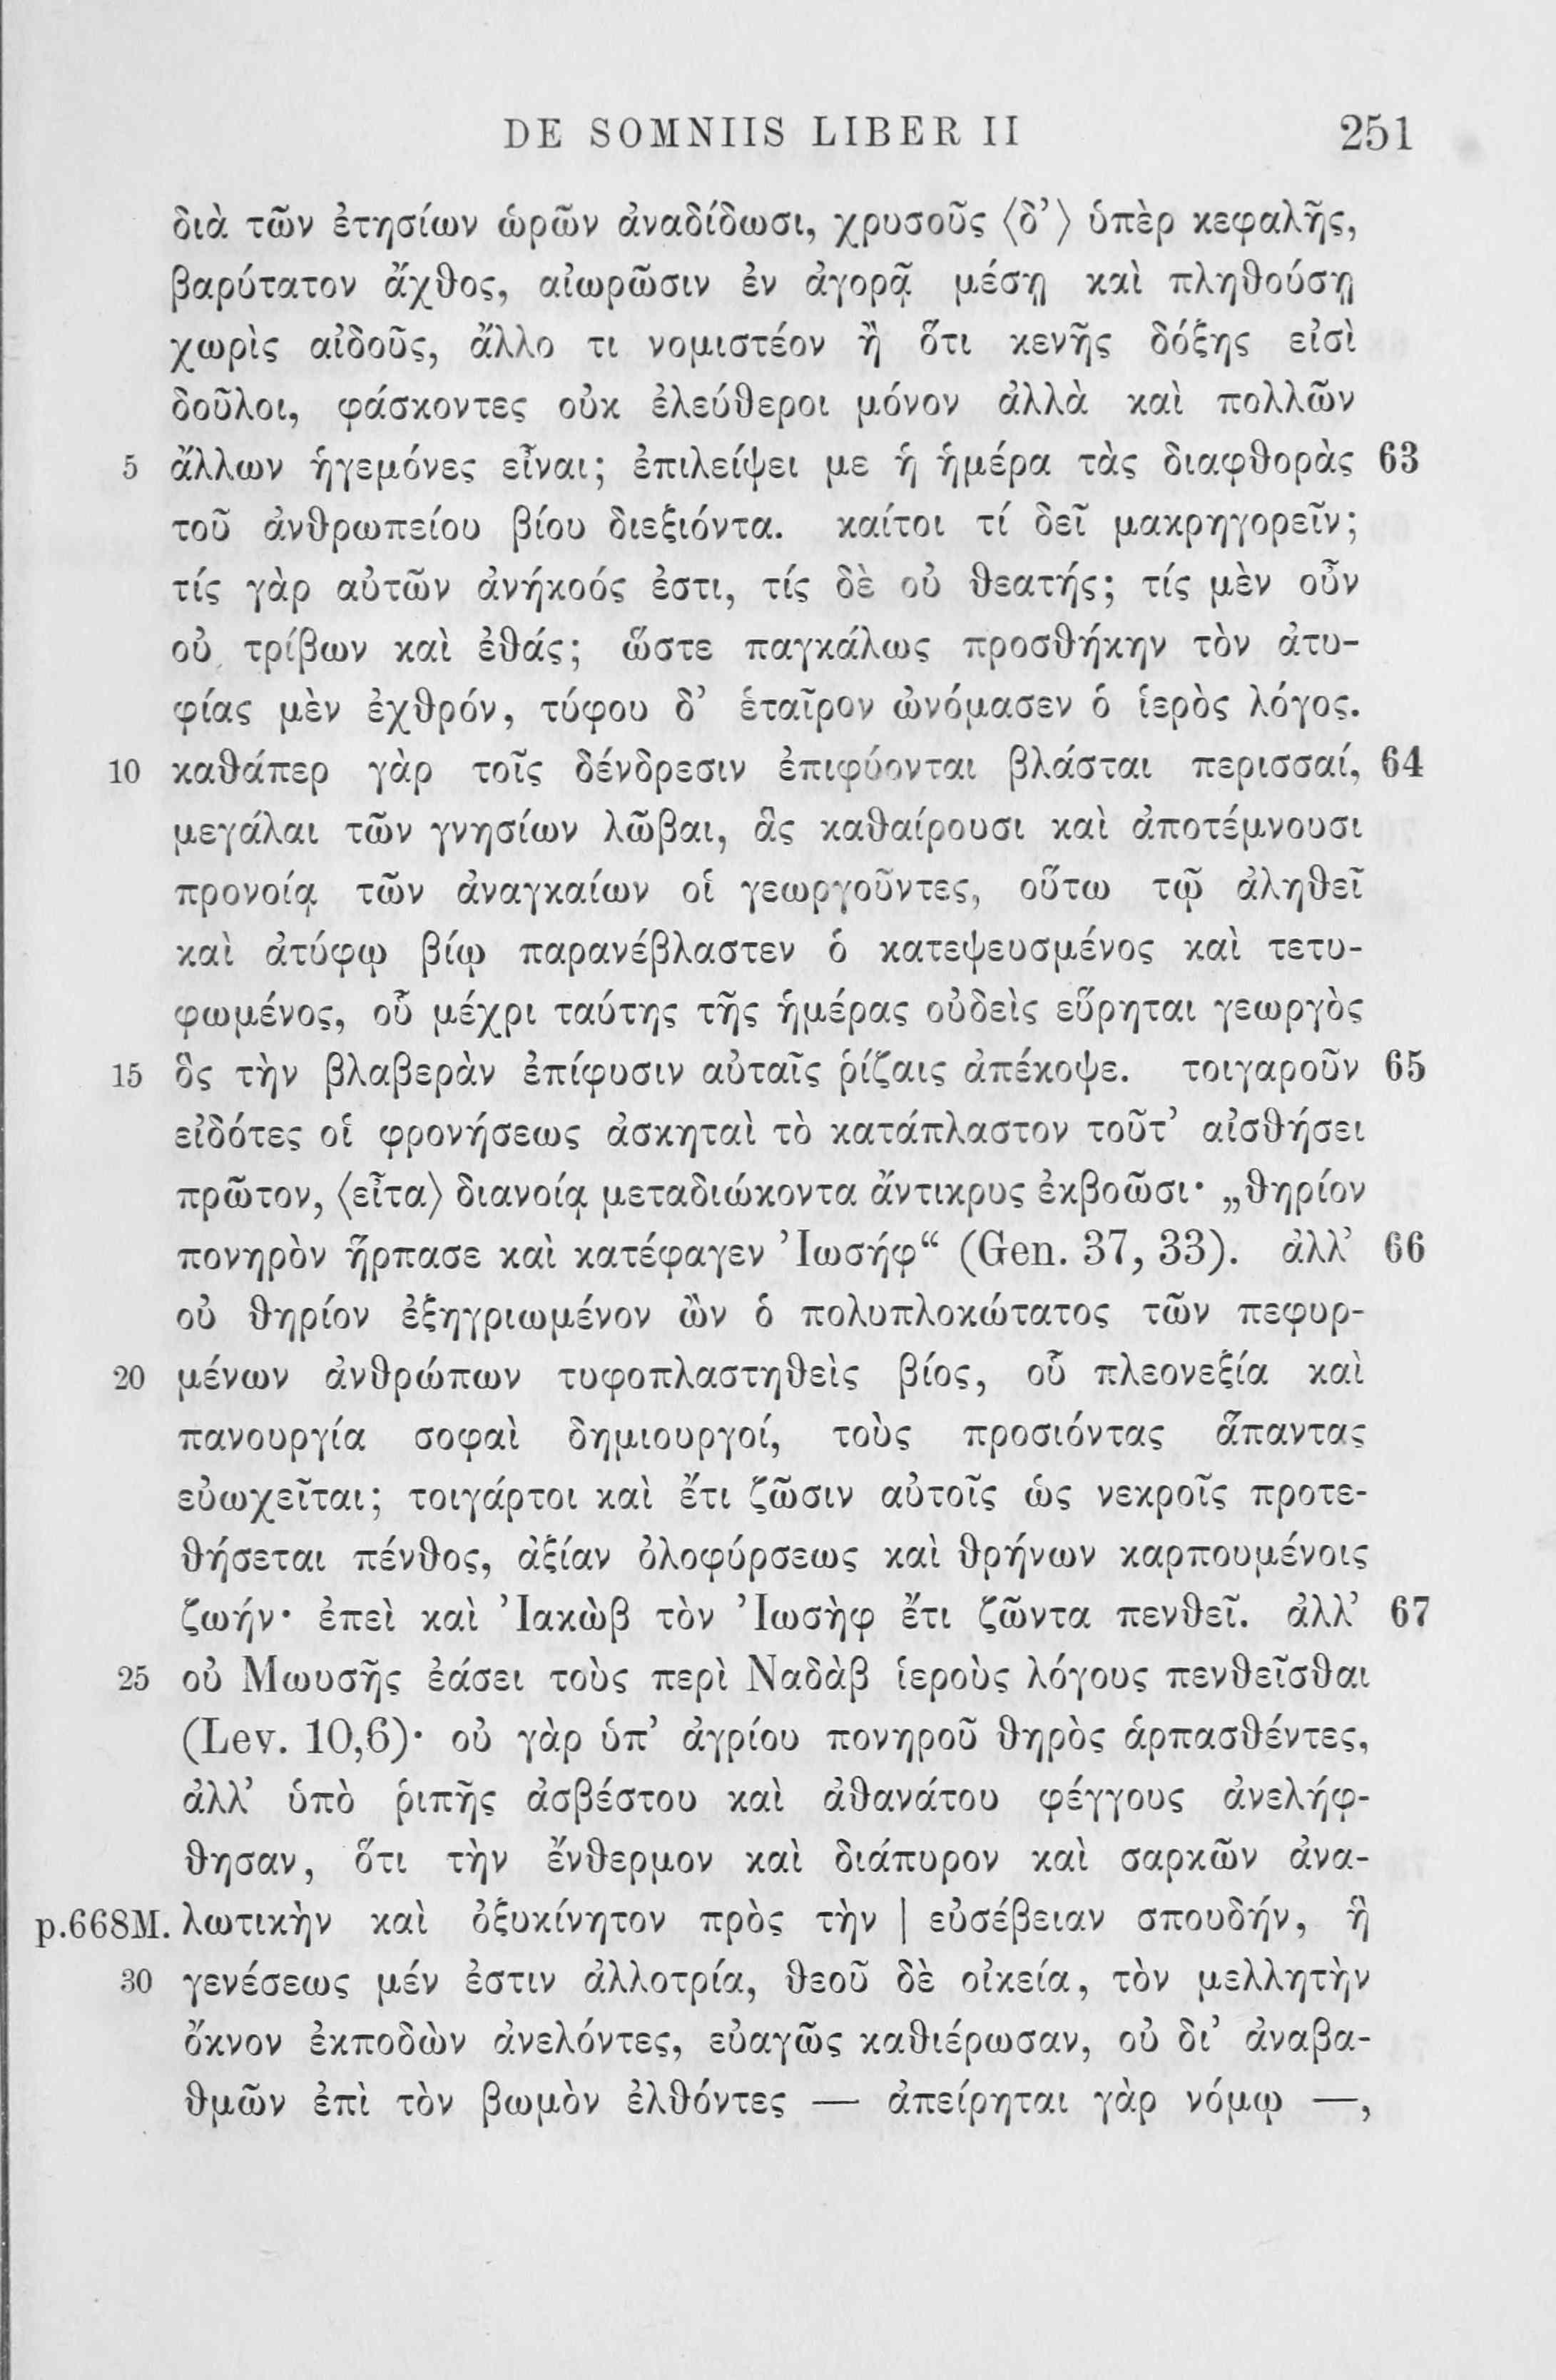 DE SOMNIIS LIBER II 251
διὰ τῶν ἐτησίων ὡρῶν ἀναδίδωσι, χρυσοῦς ⟨δ’⟩ ὑπὲρ κεφαλῆς,
βαρύτατον ἄχθος, αἰωρῶσιν ἐν ἀγορᾷ μέσῃ καὶ πληθούσῃ
χωρὶς αἰδοῦς, ἄλλο τι νομιστέον ἢ ὅτι κενῆς δόξης εἰσὶ
δοῦλοι, φάσκοντες οὐκ ἐλεύθεροι μόνον ἀλλὰ καὶ πολλῶν
5 ἄλλων ἡγεμόνες εἶναι; ἐπιλείψει με ἡ ἡμέρα τὰς διαφθορὰς 63
τοῦ ἀνθρωπείου βίου διεξιόντα. καίτοι τί δεῖ μακρηγορεῖν;
τίς γὰρ αὐτῶν ἀνήκοός ἐστι, τίς δὲ οὐ θεατής; τίς μὲν οὖν
οὐ τρίβων καὶ ἐθάς; ὥστε παγκάλως προσθήκην τὸν ἀτυ-
φίας μὲν ἐχθρόν, τύφου δ’ ἑταῖρον ὠνόμασεν ὁ ἱερὸς λόγος.
10 καθάπερ γὰρ τοῖς δένδρεσιν ἐπιφύονται βλάσται περισσαί, 64
μεγάλαι τῶν γνησίων λῶβαι, ἃς καθαίρουσι καὶ ἀποτέμνουσι
προνοίᾳ τῶν ἀναγκαίων οἱ γεωργοῦντες, οὕτω τῷ ἀληθεῖ
καὶ ἀτύφῳ βίῳ παρανέβλαστεν ὁ κατεψευσμένος καὶ τετυ-
φωμένος, οὗ μέχρι ταύτης τῆς ἡμέρας οὐδεὶς εὕρηται γεωργὸς
15 ὃς τὴν βλαβερὰν ἐπίφυσιν αὐταῖς ῥίζαις ἀπέκοψε. τοιγαροῦν 65
εἰδότες οἱ φρονήσεως ἀσκηταὶ τὸ κατάπλαστον τοῦτ’ αἰσθήσει
πρῶτον, ⟨εἶτα⟩ διανοίᾳ μεταδιώκοντα ἄντικρυς ἐκβοῶσι· „θηρίον
πονηρὸν ἥρπασε καὶ κατέφαγεν Ἰωσήφ“ (Gen. 37, 33). ἀλλ’ 66
οὐ θηρίον ἐξηγριωμένον ὢν ὁ πολυπλοκώτατος τῶν πεφυρ-
20 μένων ἀνθρώπων τυφοπλαστηθεὶς βίος, οὗ πλεονεξία καὶ
πανουργία σοφαὶ δημιουργοί, τοὺς προσιόντας ἅπαντας
εὐωχεῖται; τοιγάρτοι καὶ ἔτι ζῶσιν αὐτοῖς ὡς νεκροῖς προτε-
θήσεται πένθος, ἀξίαν ὀλοφύρσεως καὶ θρήνων καρπουμένοις
ζωήν· ἐπεὶ καὶ Ἰακὼβ τὸν Ἰωσὴφ ἔτι ζῶντα πενθεῖ. ἀλλ’ 67
25 οὐ Μωυσῆς ἐάσει τοὺς περὶ Ναδὰβ ἱεροὺς λόγους πενθεῖσθαι
(Lev. 10,6)· οὐ γὰρ ὑπ’ ἀγρίου πονηροῦ θηρὸς ἁρπασθέντες,
ἀλλ’ ὑπὸ ῥιπῆς ἀσβέστου καὶ ἀθανάτου φέγγους ἀνελήφ-
θησαν, ὅτι τὴν ἔνθερμον καὶ διάπυρον καὶ σαρκῶν ἀνα-
p.668M. λωτικὴν καὶ ὀξυκίνητον πρὸς τὴν | εὐσέβειαν σπουδήν, ἣ
30 γενέσεως μέν ἐστιν ἀλλοτρία, θεοῦ δὲ οἰκεία, τὸν μελλητὴν
ὄκνον ἐκποδὼν ἀνελόντες, εὐαγῶς καθιέρωσαν, οὐ δι’ ἀναβα-
θμῶν ἐπὶ τὸν βωμὸν ἐλθόντες — ἀπείρηται γὰρ νόμῳ —,